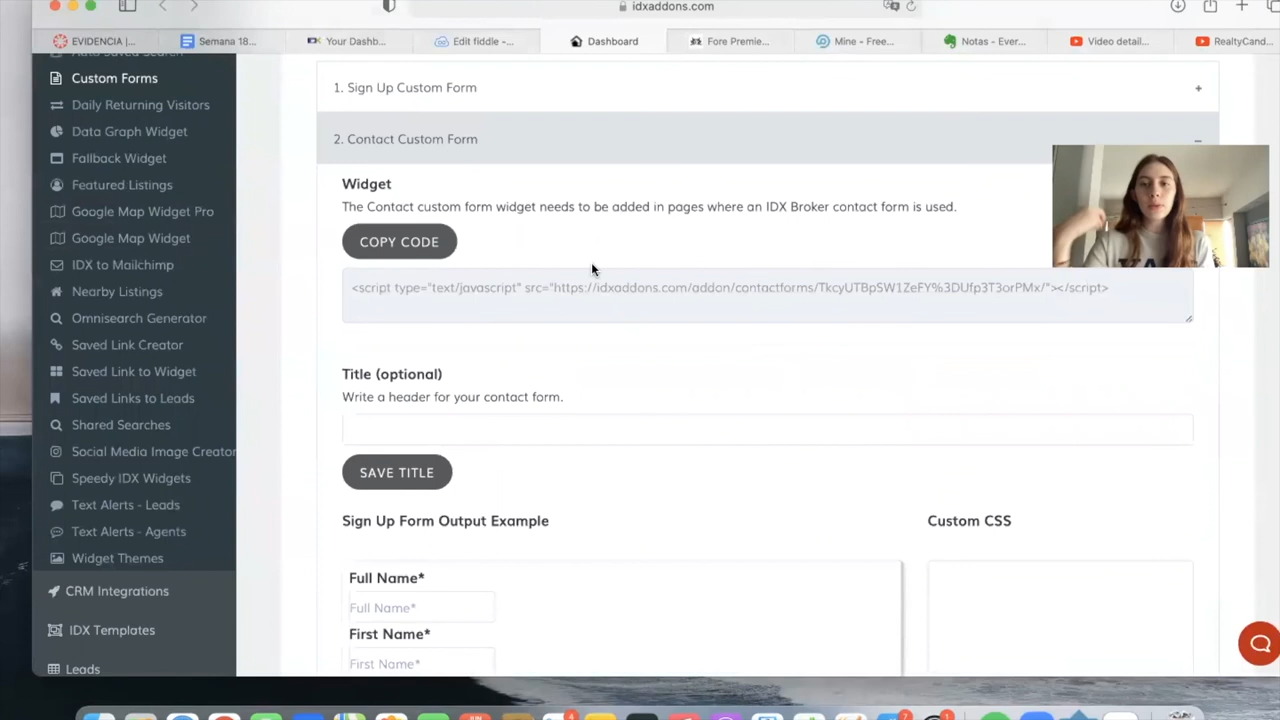 idxaddons.com
EVIDENCIA |...
Semana 18...
Your Dashb...
Edit fiddle -...
Dashboard
Fore Premie...
Mine - Free...
Notas - Ever...
Video detail...
RealtyCand...
Auto Saved Search
Custom Forms
Daily Returning Visitors
Data Graph Widget
Fallback Widget
Featured Listings
Google Map Widget Pro
Google Map Widget
IDX to Mailchimp
Nearby Listings
Omnisearch Generator
Saved Link Creator
Saved Link to Widget
Saved Links to Leads
Shared Searches
Social Media Image Creator
Speedy IDX Widgets
Text Alerts - Leads
Text Alerts - Agents
Widget Themes
CRM Integrations
IDX Templates
Leads
1. Sign Up Custom Form
+
2. Contact Custom Form
–
Widget
The Contact custom form widget needs to be added in pages where an IDX Broker contact form is used.
COPY CODE
<script type="text/javascript" src="https://idxaddons.com/addon/contactforms/TkcyUTBpSW1ZeFY%3DUfp3T3orPMx/"></script>
Title (optional)
Write a header for your contact form.
SAVE TITLE
Sign Up Form Output Example
Custom CSS
Full Name*
Full Name*
First Name*
First Name*